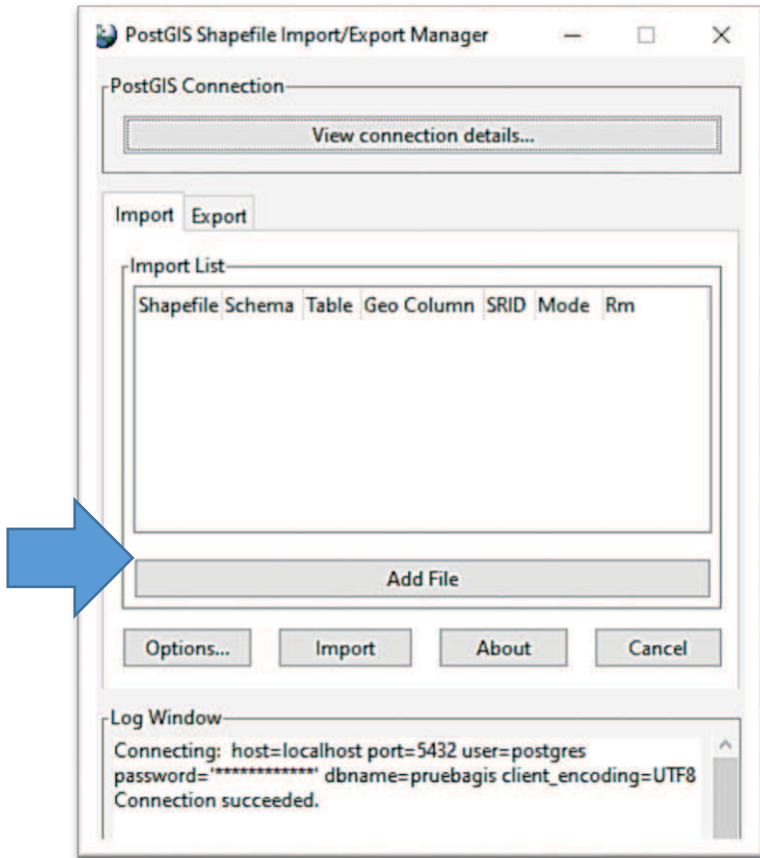 PostGIS Shapefile Import/Export Manager
PostGIS Connection
View connection details...
Import Export
Import List
Shapefile Schema Table Geo Column SRID Mode Rm
Add File
Options... Import About Cancel
Log Window
Connecting: host=localhost port=5432 user=postgres
password='************' dbname=pruebagis client_encoding=UTF8
Connection succeeded.